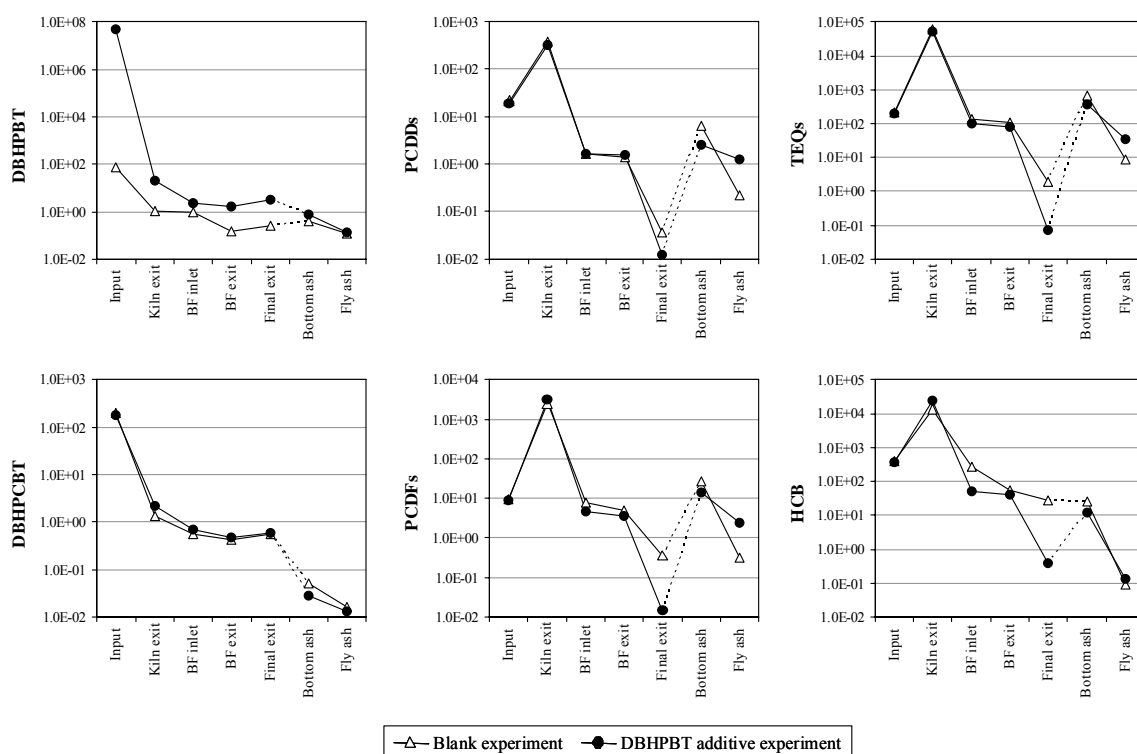 DBHPBT
1.0E+08
1.0E+06
1.0E+04
1.0E+02
1.0E+00
1.0E-02
Input
Kiln exit
BF inlet
BF exit
Final exit
Bottom ash
Fly ash
PCDDs
1.0E+03
1.0E+02
1.0E+01
1.0E+00
1.0E-01
1.0E-02
Input
Kiln exit
BF inlet
BF exit
Final exit
Bottom ash
Fly ash
TEQs
1.0E+05
1.0E+04
1.0E+03
1.0E+02
1.0E+01
1.0E+00
1.0E-01
1.0E-02
Input
Kiln exit
BF inlet
BF exit
Final exit
Bottom ash
Fly ash
DBHPCBT
1.0E+03
1.0E+02
1.0E+01
1.0E+00
1.0E-01
1.0E-02
Input
Kiln exit
BF inlet
BF exit
Final exit
Bottom ash
Fly ash
PCDFs
1.0E+04
1.0E+03
1.0E+02
1.0E+01
1.0E+00
1.0E-01
1.0E-02
Input
Kiln exit
BF inlet
BF exit
Final exit
Bottom ash
Fly ash
HCB
1.0E+05
1.0E+04
1.0E+03
1.0E+02
1.0E+01
1.0E+00
1.0E-01
1.0E-02
Input
Kiln exit
BF inlet
BF exit
Final exit
Bottom ash
Fly ash
Blank experiment
DBHPBT additive experiment